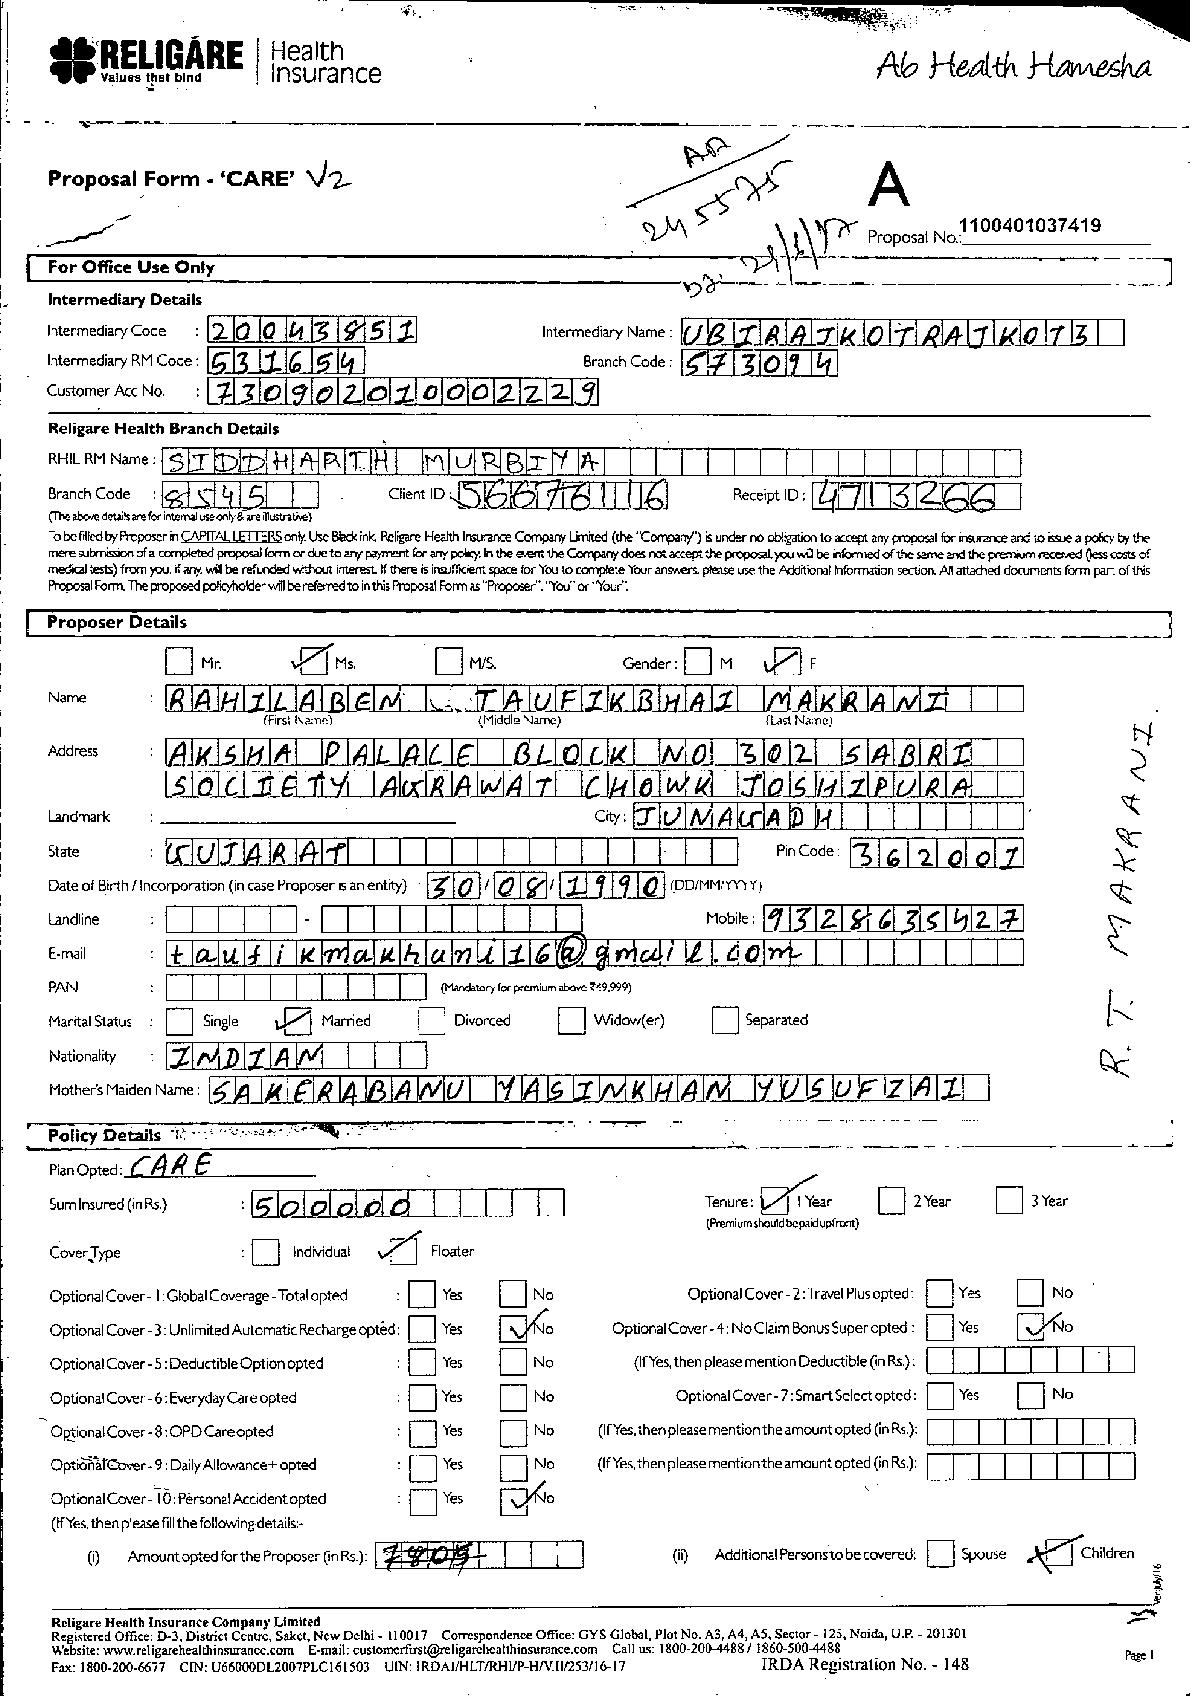 RELIGARE Health Insurance
Values that bind
Ab Health Hamesha
Proposal Form - 'CARE' V2
245575
A
Proposal No.: 1100401037419
For Office Use Only
Intermediary Details
Intermediary Code : 20043851 Intermediary Name : UBIRAJKOTRAJKOT3
Intermediary RM Code : 531654 Branch Code : 573094
Customer Acc No. : 730902010002229
Religare Health Branch Details
RHIL RM Name : SIDDHARTH MURBIYA
Branch Code : 8545 Client ID : 56676116 Receipt ID : 4713266
(The above details are for internal use only & are illustrative)
To be filled by Proposer in CAPITAL LETTERS only. Use Black ink. Religare Health Insurance Company Limited (the "Company") is under no obligation to accept any proposal for insurance and to issue a policy by the
mere submission of a completed proposal form or due to any payment for any policy. In the event the Company does not accept the proposal, you will be informed of the same and the premium received (less costs of
medical tests) from you, if any, will be refunded without interest. If there is insufficient space for You to complete Your answers, please use the Additional Information section. All attached documents form part of this
Proposal Form. The proposed policyholder will be referred to in this Proposal Form as "Proposer", "You" or "Your".
Proposer Details
Mr. Ms. M/S. Gender : M F
Name : RAHILABEN TAUFIKBHAI MAKRANI
(First Name) (Middle Name) (Last Name)
Address : AKSHA PALACE BLOCK NO 302 SABRI
SOCIETY AGRAWAT CHOWK JOSHIPURA
Landmark : City : JUNAGADH
State : GUJARAT Pin Code : 362001
Date of Birth / Incorporation (in case Proposer is an entity) : 30/08/1990 (DD/MM/YYYY)
Landline : - Mobile : 9328635427
E-mail : taufikmakhani16@gmail.com
PAN : (Mandatory for premium above ₹49,999)
Marital Status : Single Married Divorced Widow(er) Separated
Nationality : INDIAN
Mother's Maiden Name : SAKERABANU YASINKHAN YUSUFZAI
R. T. MAKRANI
Policy Details
Plan Opted : CARE
Sum Insured (in Rs.) : 500000 Tenure : 1 Year 2 Year 3 Year
(Premium should be paid upfront)
Cover Type : Individual Floater
Optional Cover - 1 : Global Coverage - Total opted : Yes No Optional Cover - 2 : Travel Plus opted : Yes No
Optional Cover - 3 : Unlimited Automatic Recharge opted : Yes No Optional Cover - 4 : No Claim Bonus Super opted : Yes No
Optional Cover - 5 : Deductible Option opted : Yes No (If Yes, then please mention Deductible (in Rs.) :
Optional Cover - 6 : Everyday Care opted : Yes No Optional Cover - 7 : Smart Select opted : Yes No
Optional Cover - 8 : OPD Care opted : Yes No (If Yes, then please mention the amount opted (in Rs.) :
Optional Cover - 9 : Daily Allowance+ opted : Yes No (If Yes, then please mention the amount opted (in Rs.) :
Optional Cover - 10 : Personal Accident opted : Yes No
(If Yes, then please fill the following details:-
(i) Amount opted for the Proposer (in Rs.) : (ii) Additional Persons to be covered : Spouse Children
Ver: July/16
Religare Health Insurance Company Limited
Registered Office: D-3, District Centre, Saket, New Delhi - 110017 Correspondence Office: GYS Global, Plot No. A3, A4, A5, Sector - 125, Noida, U.P. - 201301
Website: www.religarehealthinsurance.com E-mail: customerfirst@religarehealthinsurance.com Call us: 1800-200-4488 / 1860-500-4488
Fax: 1800-200-6677 CIN: U66000DL2007PLC161503 UIN: IRDAI/HLT/RHI/P-H/V.II/253/16-17 IRDA Registration No. - 148
Page 1